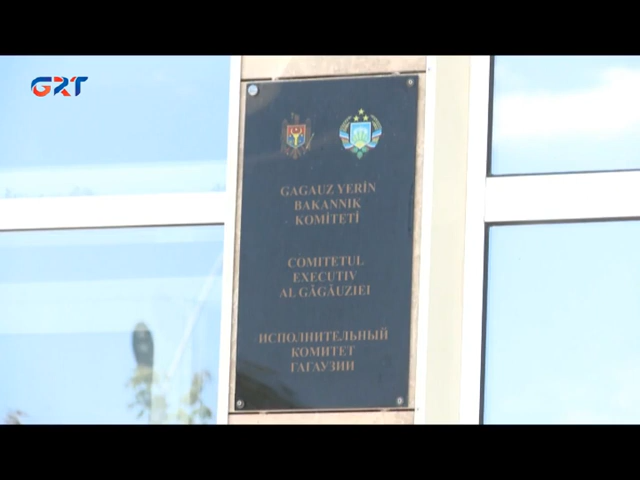 GRT
GAGAUZ YERİN
BAKANNIK
KOMİTETİ
COMITETUL
EXECUTIV
AL GĂGĂUZIEI
ИСПОЛНИТЕЛЬНЫЙ
КОМИТЕТ
ГАГАУЗИИ